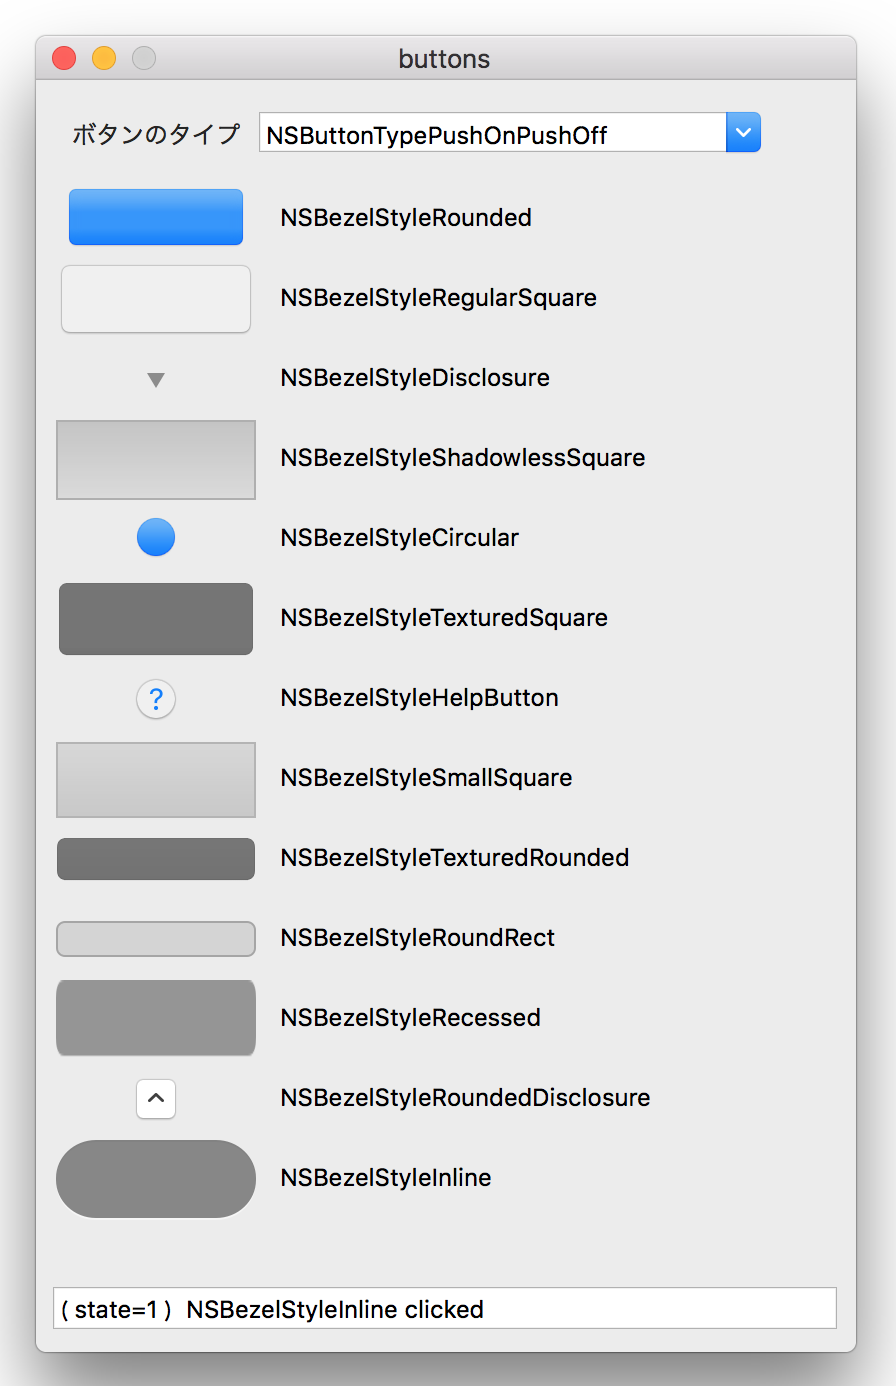 buttons
ボタンのタイプ NSButtonTypePushOnPushOff
NSBezelStyleRounded
NSBezelStyleRegularSquare
NSBezelStyleDisclosure
NSBezelStyleShadowlessSquare
NSBezelStyleCircular
NSBezelStyleTexturedSquare
? NSBezelStyleHelpButton
NSBezelStyleSmallSquare
NSBezelStyleTexturedRounded
NSBezelStyleRoundRect
NSBezelStyleRecessed
NSBezelStyleRoundedDisclosure
NSBezelStyleInline
(state=1) NSBezelStyleInline clicked